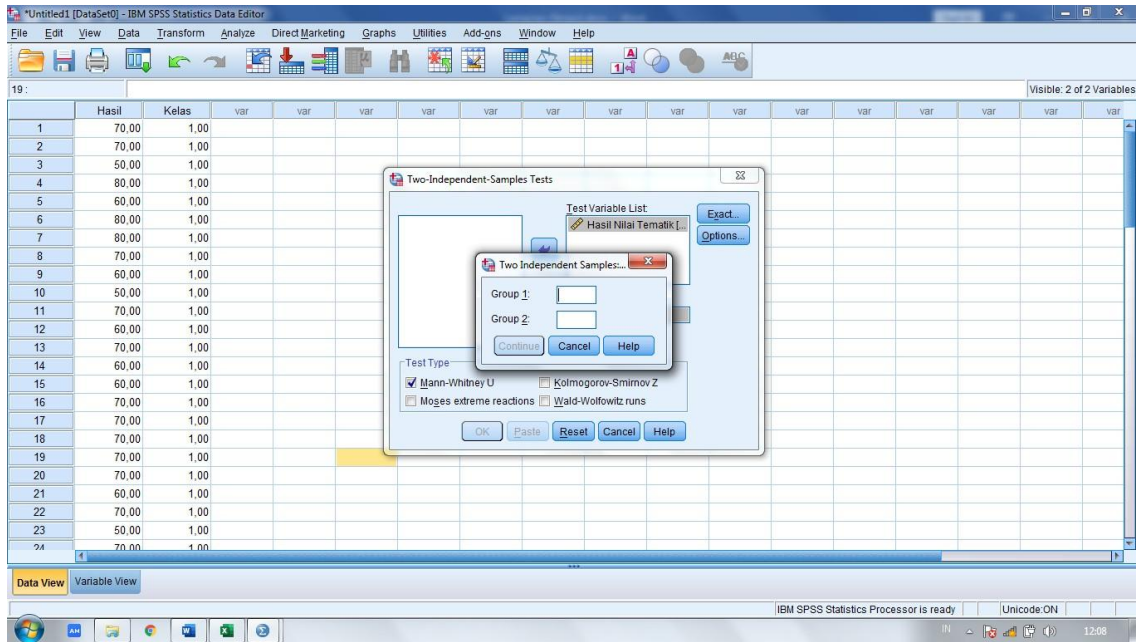 *Untitled1 [DataSet0] - IBM SPSS Statistics Data Editor
File Edit View Data Transform Analyze Direct Marketing Graphs Utilities Add-ons Window Help
19 :
Visible: 2 of 2 Variables
Hasil Kelas var var var var var var var var var var var var var var
1 70,00 1,00
2 70,00 1,00
3 50,00 1,00
4 80,00 1,00
5 60,00 1,00
6 80,00 1,00
7 80,00 1,00
8 70,00 1,00
9 60,00 1,00
10 50,00 1,00
11 70,00 1,00
12 60,00 1,00
13 70,00 1,00
14 60,00 1,00
15 60,00 1,00
16 70,00 1,00
17 70,00 1,00
18 70,00 1,00
19 70,00 1,00
20 70,00 1,00
21 60,00 1,00
22 70,00 1,00
23 50,00 1,00
24 70,00 1,00
Two-Independent-Samples Tests
Test Variable List:
Hasil Nilai Tematik [...
Exact...
Options...
Two Independent Samples:...
Group 1:
Group 2:
Continue Cancel Help
Test Type
Mann-Whitney U Kolmogorov-Smirnov Z
Moses extreme reactions Wald-Wolfowitz runs
OK Paste Reset Cancel Help
Data View Variable View
IBM SPSS Statistics Processor is ready Unicode:ON
IN 12:08